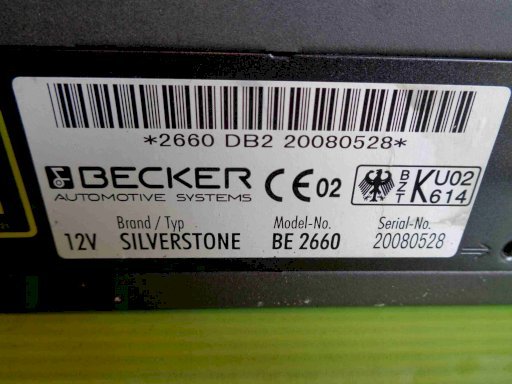 *2660 DB2 20080528*
BECKER
AUTOMOTIVE SYSTEMS
CE 02
BZT K U02 614
Brand / Typ Model-No. Serial-No.
12V SILVERSTONE BE 2660 20080528